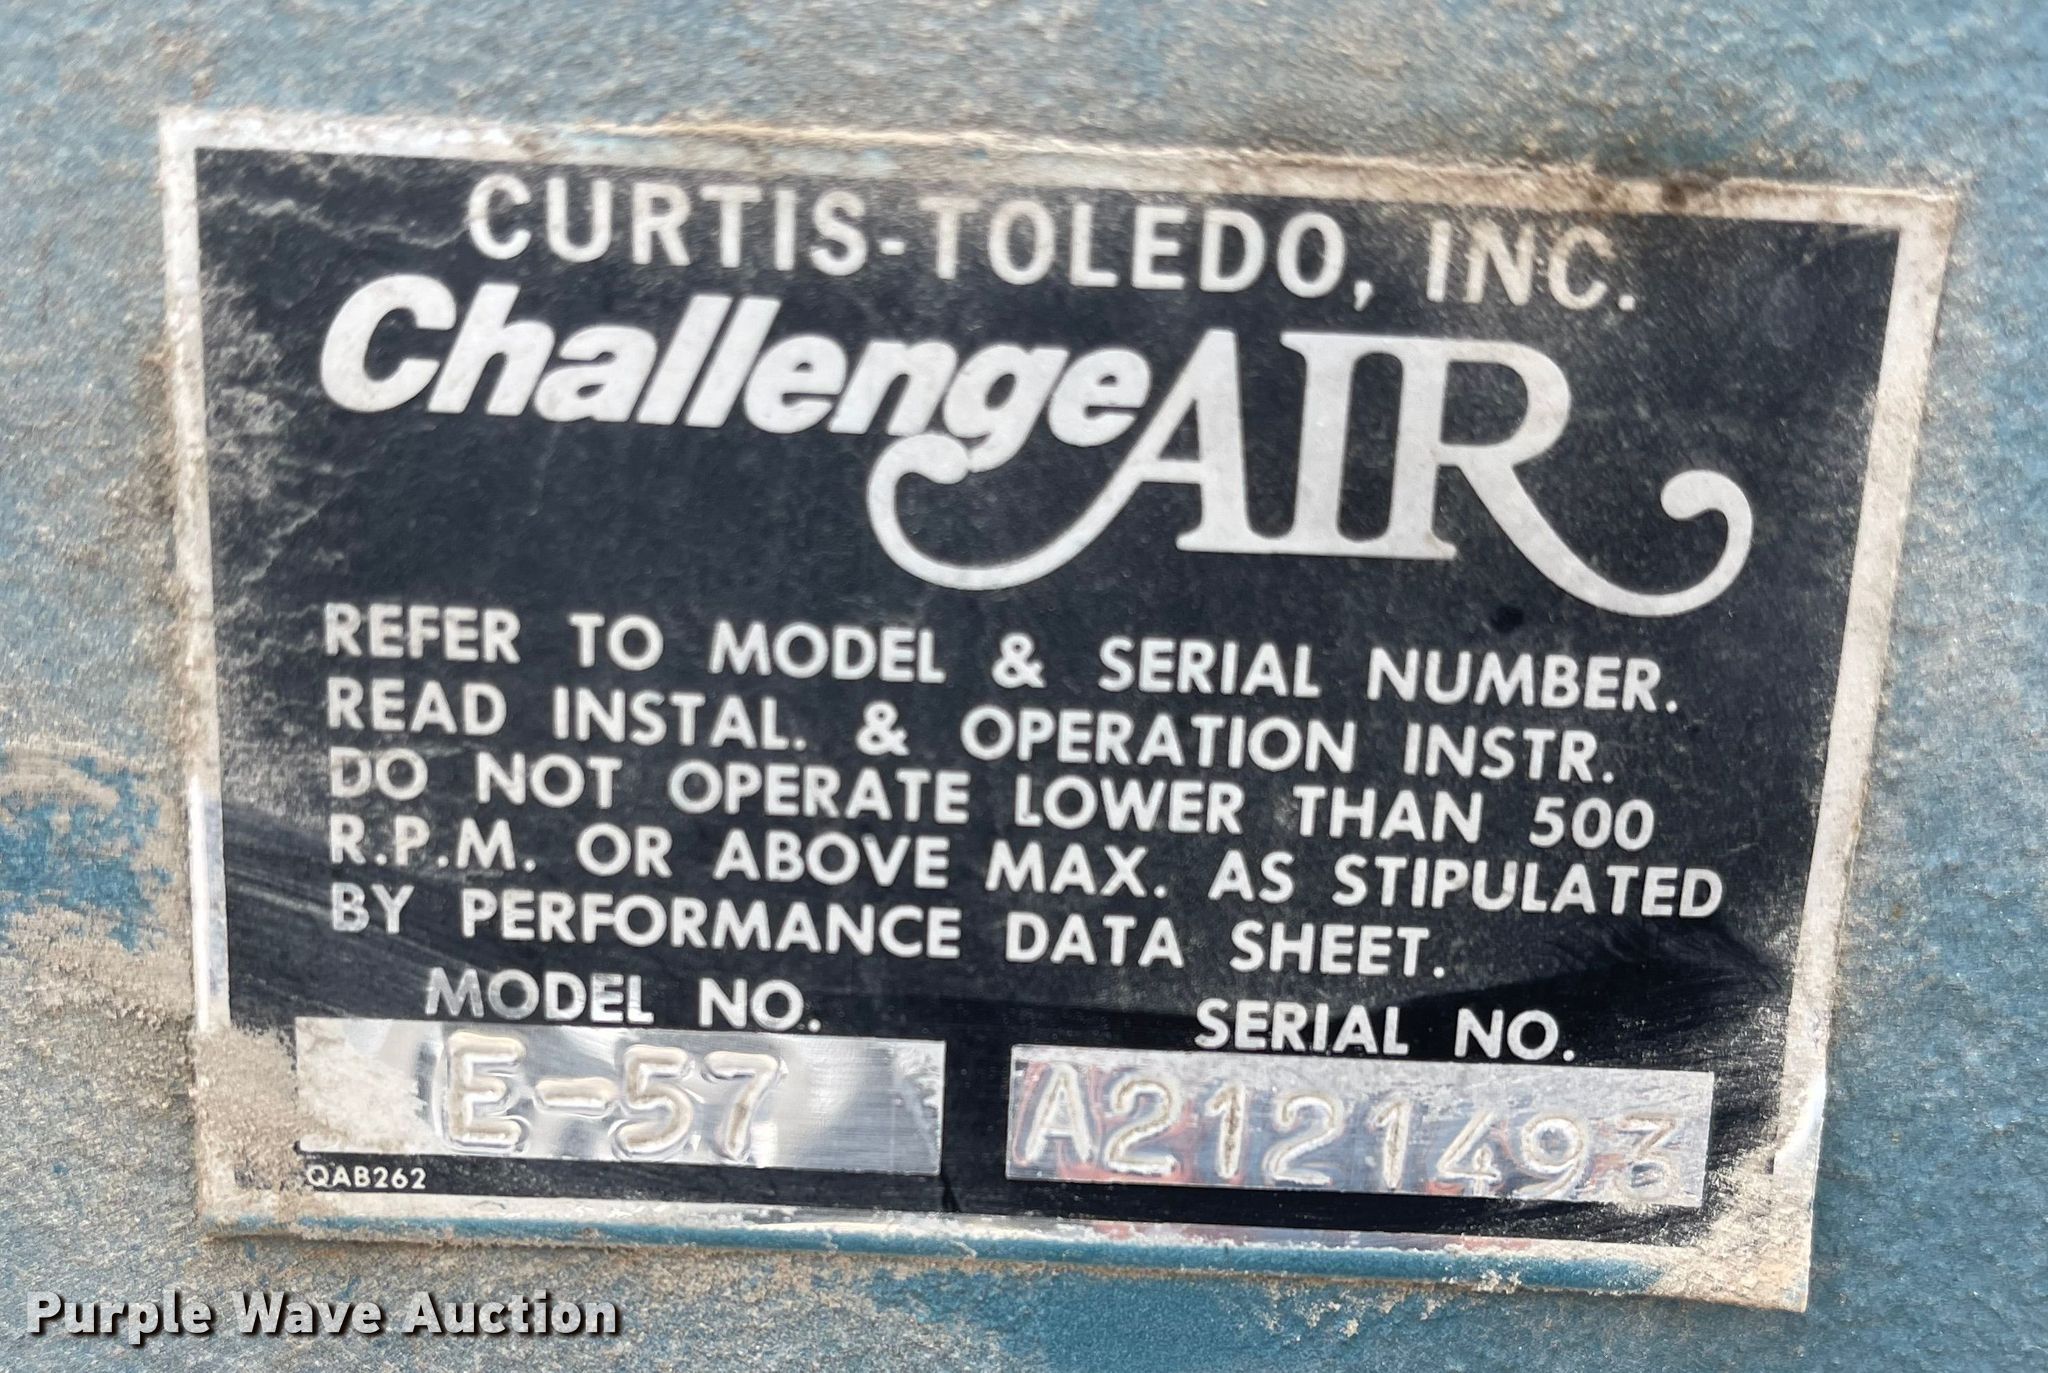 CURTIS-TOLEDO, INC.
ChallengeAIR
REFER TO MODEL & SERIAL NUMBER.
READ INSTAL. & OPERATION INSTR.
DO NOT OPERATE LOWER THAN 500
R.P.M. OR ABOVE MAX. AS STIPULATED
BY PERFORMANCE DATA SHEET.
MODEL NO. SERIAL NO.
E-57 A2121493
QAB262
Purple Wave Auction